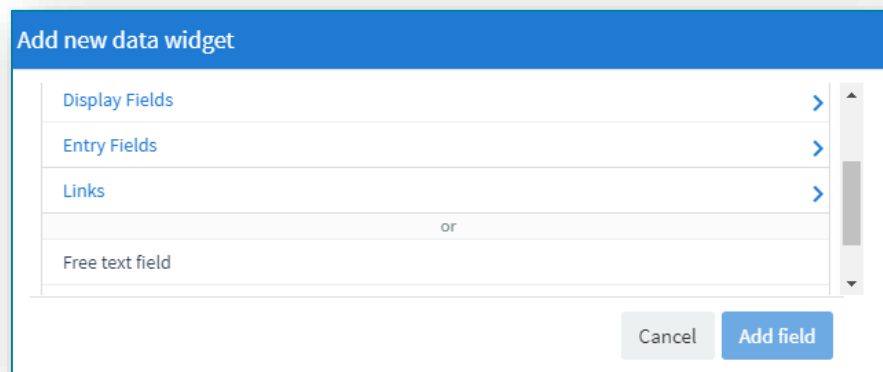 Add new data widget
Display Fields
Entry Fields
Links
or
Free text field
Cancel
Add field